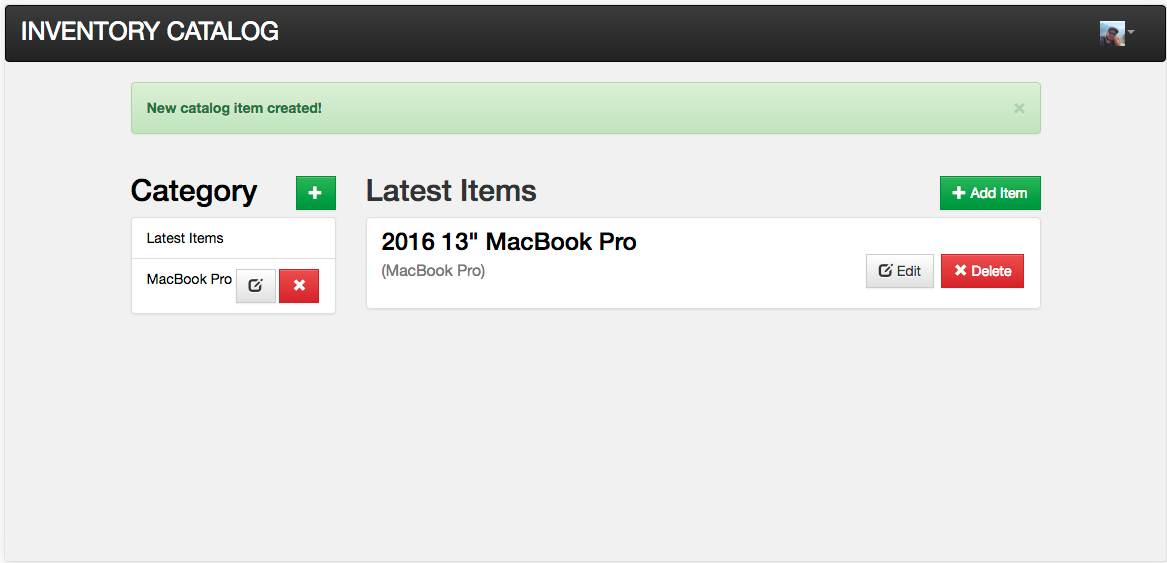 INVENTORY CATALOG
New catalog item created!
×
Category
+
Latest Items
+ Add Item
Latest Items
MacBook Pro
2016 13" MacBook Pro
(MacBook Pro)
Edit
Delete